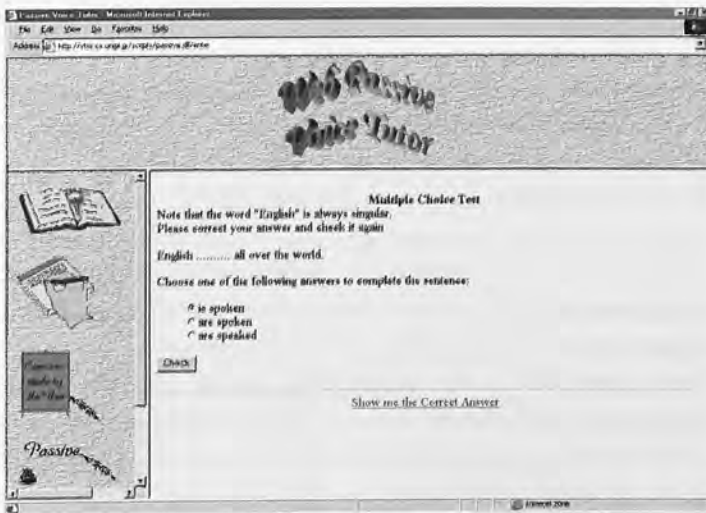 Passive Voice Tutor - Microsoft Internet Explorer
File Edit View Go Favorites Help
Address
Web Passive
Voice Tutor
Multiple Choice Test
Note that the word "English" is always singular.
Please correct your answer and check it again
English .......... all over the world.
Choose one of the following answers to complete the sentence:
is spoken
are spoken
are speaked
Check
Show me the Correct Answer
Passive